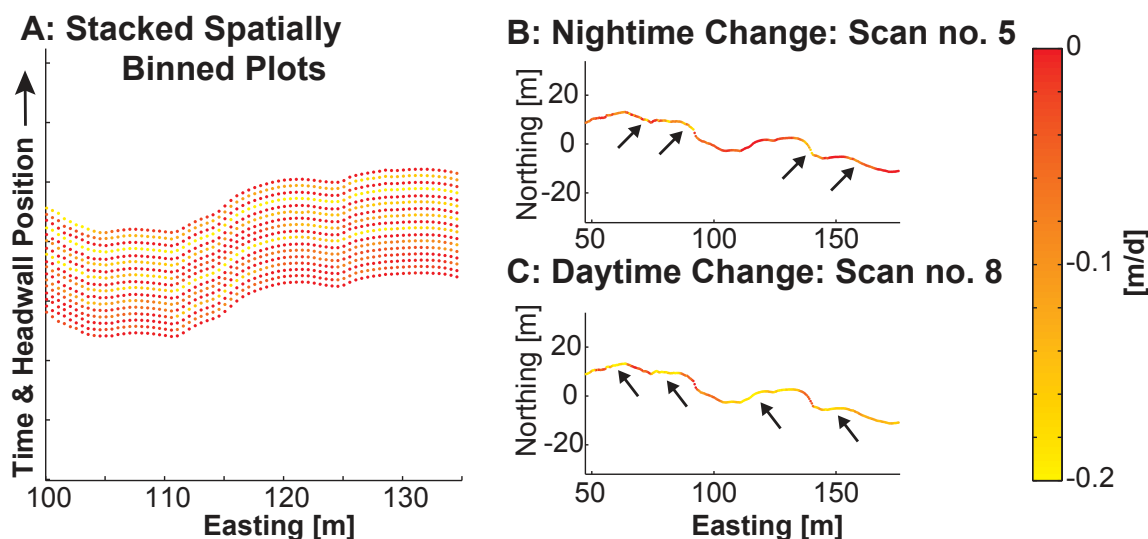 A: Stacked Spatially
Binned Plots
Time & Headwall Position
100
110
120
130
Easting [m]
B: Nightime Change: Scan no. 5
Northing [m]
20
0
-20
50
100
150
C: Daytime Change: Scan no. 8
Northing [m]
20
0
-20
50
100
150
Easting [m]
0
-0.1
-0.2
[m/d]